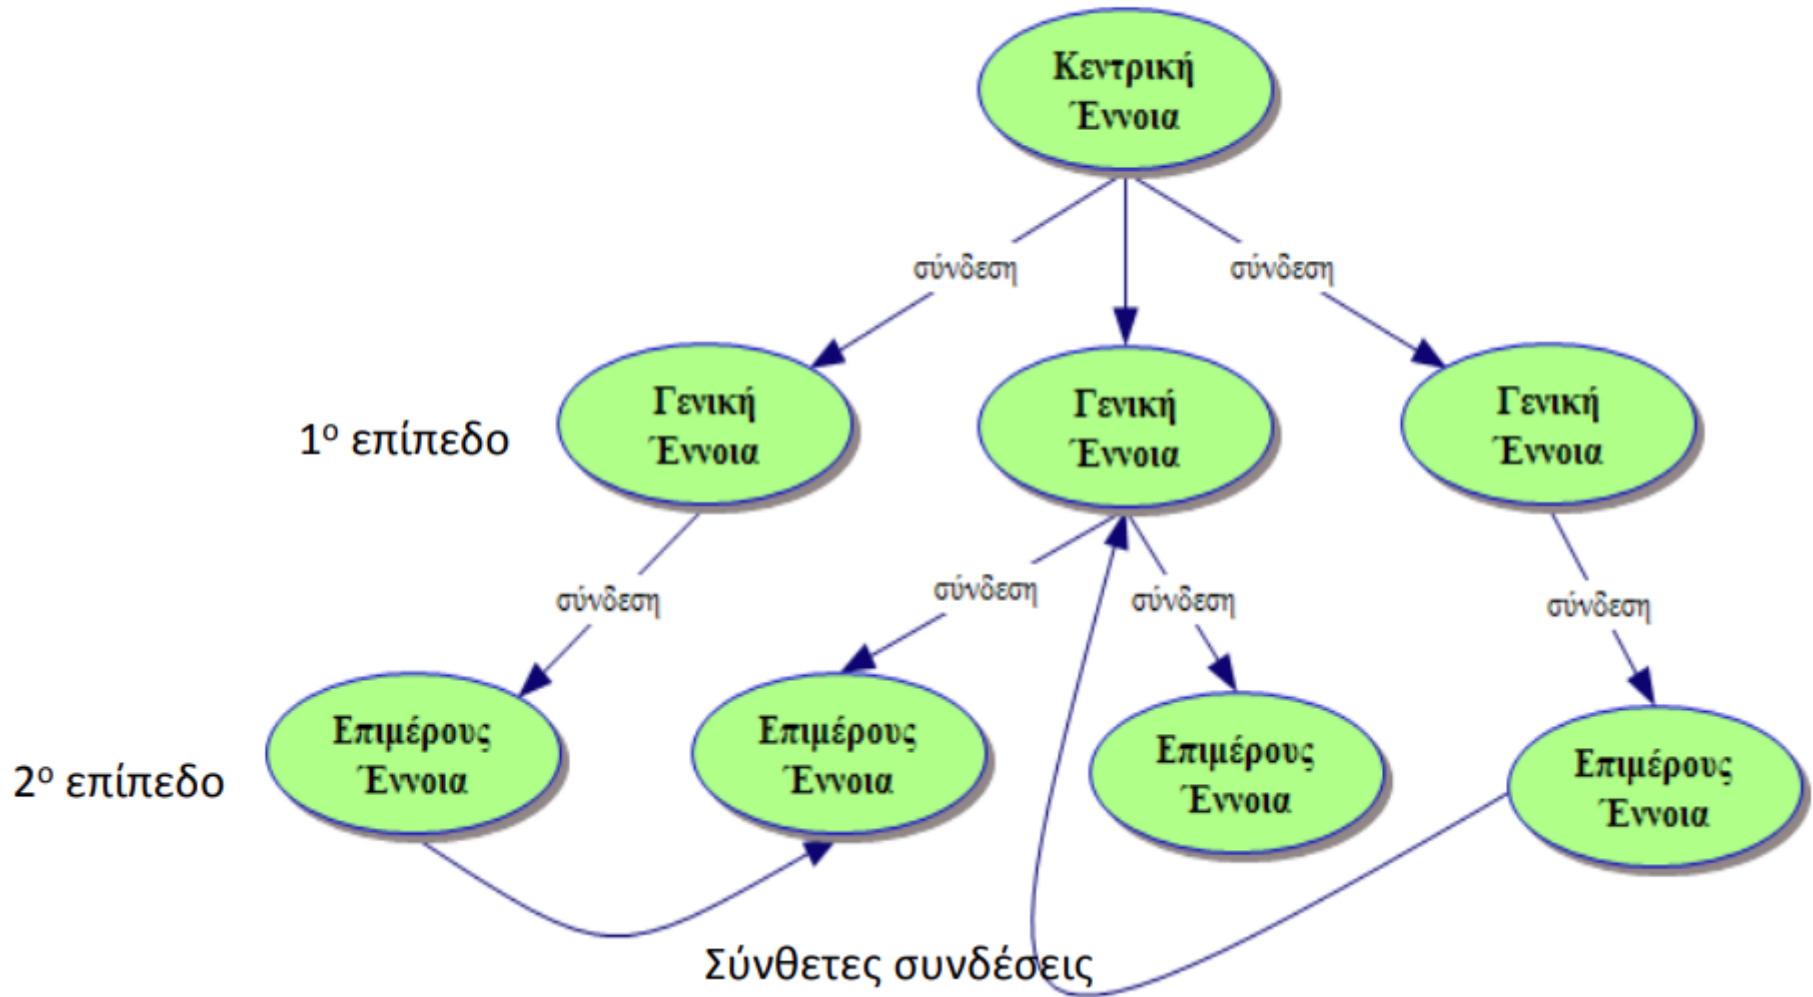 Κεντρική
Έννοια
σύνδεση
σύνδεση
1ο επίπεδο
Γενική
Έννοια
Γενική
Έννοια
Γενική
Έννοια
σύνδεση
σύνδεση
σύνδεση
σύνδεση
2ο επίπεδο
Επιμέρους
Έννοια
Επιμέρους
Έννοια
Επιμέρους
Έννοια
Επιμέρους
Έννοια
Σύνθετες συνδέσεις